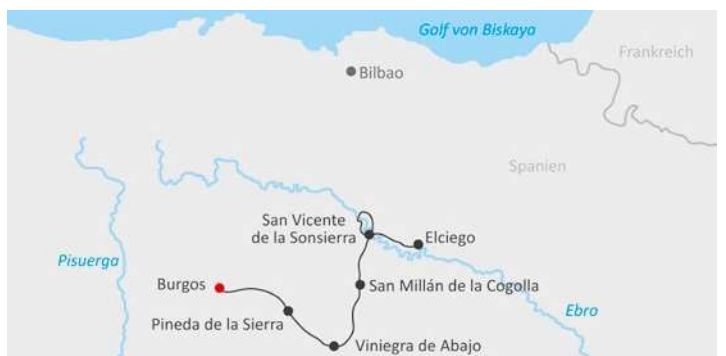 Golf von Biskaya
Frankreich
Bilbao
Spanien
San Vicente
de la Sonsierra
Elciego
Pisuerga
Burgos
San Millán de la Cogolla
Ebro
Pineda de la Sierra
Viniegra de Abajo